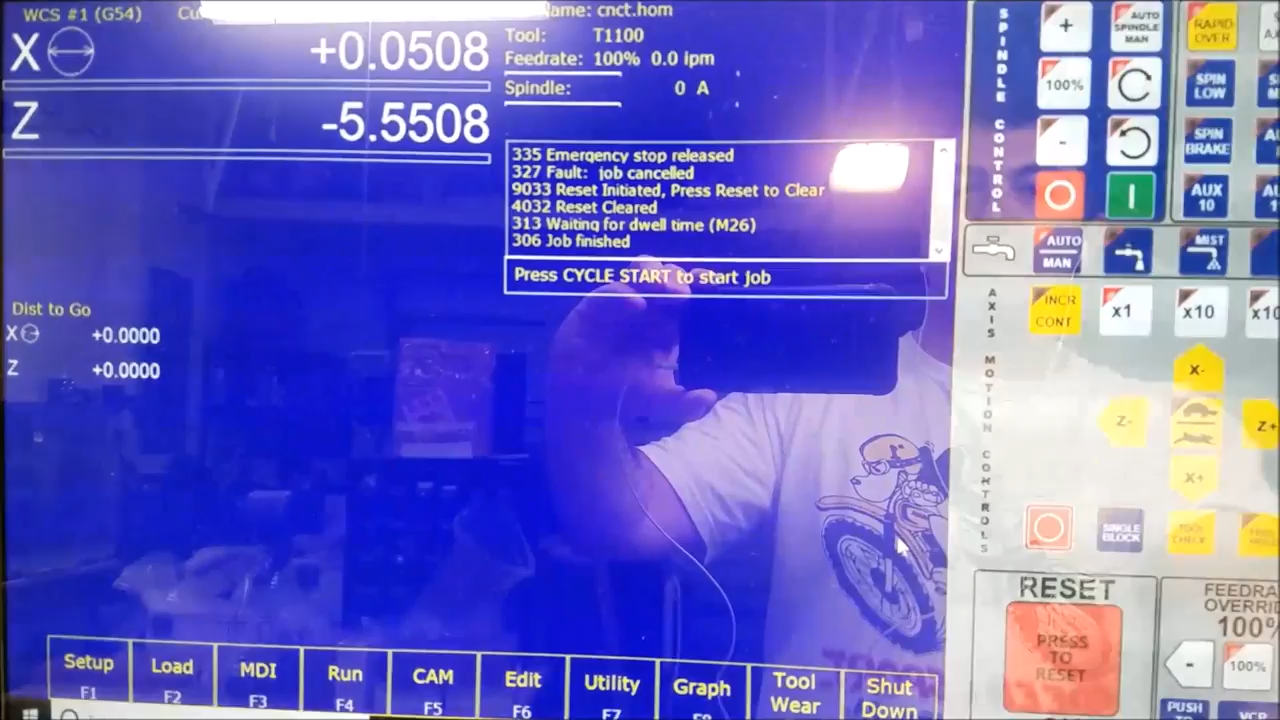 WCS #1 (G54)
Name: cnct.hom
X
+0.0508
Tool: T1100
Feedrate: 100% 0.0 lpm
Spindle: 0 A
Z
-5.5508
335 Emergency stop released
327 Fault: job cancelled
9033 Reset Initiated, Press Reset to Clear
4032 Reset Cleared
313 Waiting for dwell time (M26)
306 Job finished
Press CYCLE START to start job
Dist to Go
X +0.0000
Z +0.0000
Setup
F1
Load
F2
MDI
F3
Run
F4
CAM
F5
Edit
F6
Utility
F7
Graph
F8
Tool
Wear
Shut
Down
SPINDLE CONTROL
+
AUTO
SPINDLE
MAN
RAPID
OVER
100%
SPIN
LOW
-
SPIN
BRAKE
AUX
10
AUTO
MAN
MIST
AXIS MOTION CONTROLS
INCR
CONT
x1
x10
X-
Z-
Z+
X+
SINGLE
BLOCK
TOOL
CHECK
RESET
PRESS
TO
RESET
100%
-
100%
PUSH